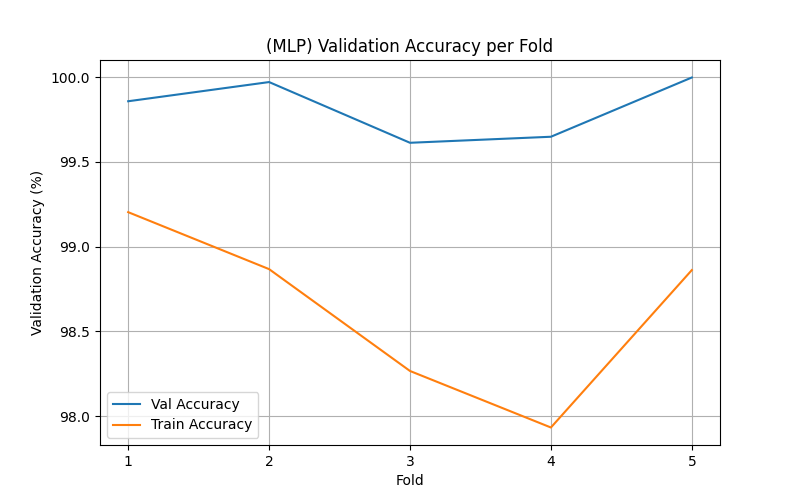 (MLP) Validation Accuracy per Fold
100.0
99.5
99.0
98.5
98.0
Validation Accuracy (%)
Val Accuracy
Train Accuracy
1 2 3 4 5
Fold